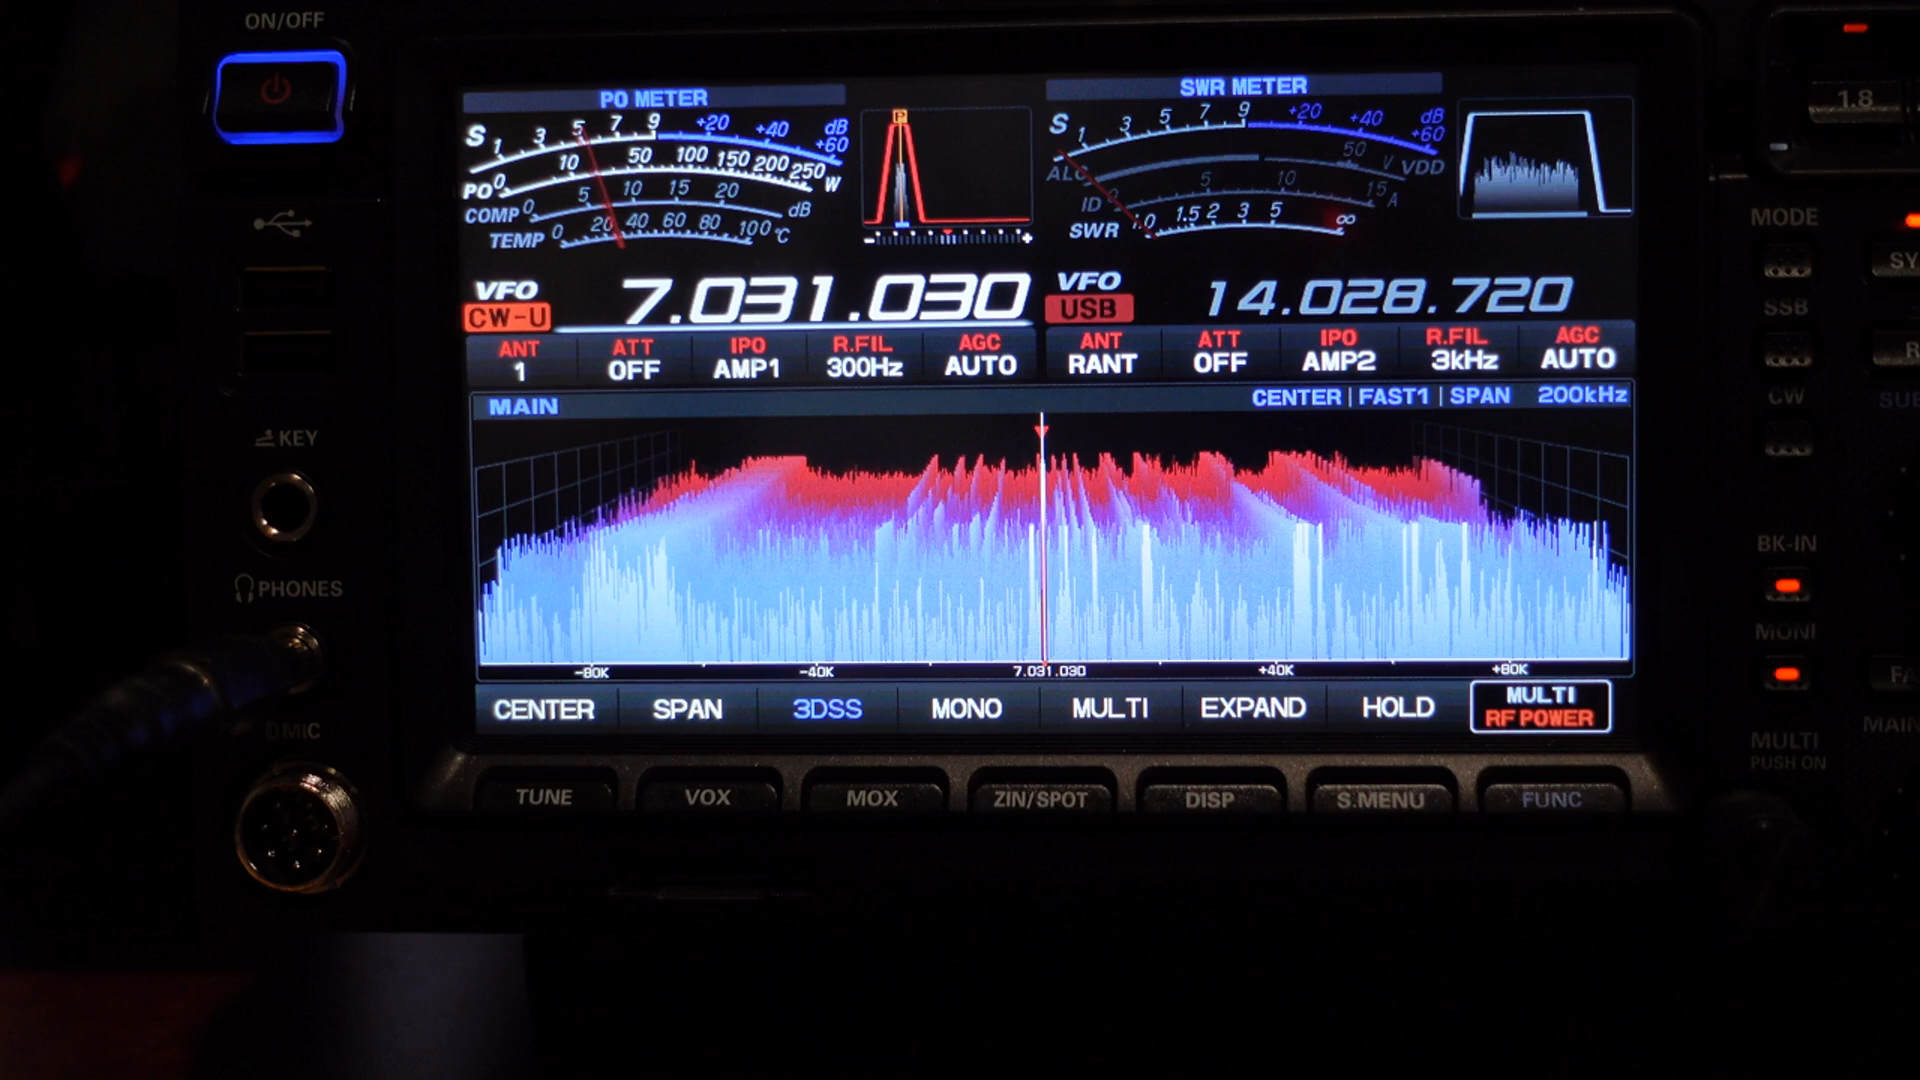 ON/OFF
PO METER
S 1 3 5 7 9 +20 +40 +60 dB
PO 0 10 50 100 150 200 250 W
COMP 0 5 10 15 20 dB
TEMP 0 20 40 60 80 100 °C
P
- +
SWR METER
S 1 3 5 7 9 +20 +40 +60 dB
ALC 50 V VDD
ID 0 5 10 15 A
SWR 1.0 1.5 2 3 5 ∞
VFO
CW-U
7.031.030
VFO
USB
14.028.720
ANT ATT IPO R.FIL AGC
1 OFF AMP1 300Hz AUTO
ANT ATT IPO R.FIL AGC
RANT OFF AMP2 3kHz AUTO
MAIN CENTER | FAST1 | SPAN 200kHz
-80K -40K 7.031.030 +40K +80K
CENTER SPAN 3DSS MONO MULTI EXPAND HOLD MULTI
RF POWER
TUNE VOX MOX ZIN/SPOT DISP S.MENU FUNC
KEY
PHONES
MIC
1.8
MODE
SY
SSB
R
CW
SUB
BK-IN
MONI
FA
MAIN
MULTI
PUSH ON